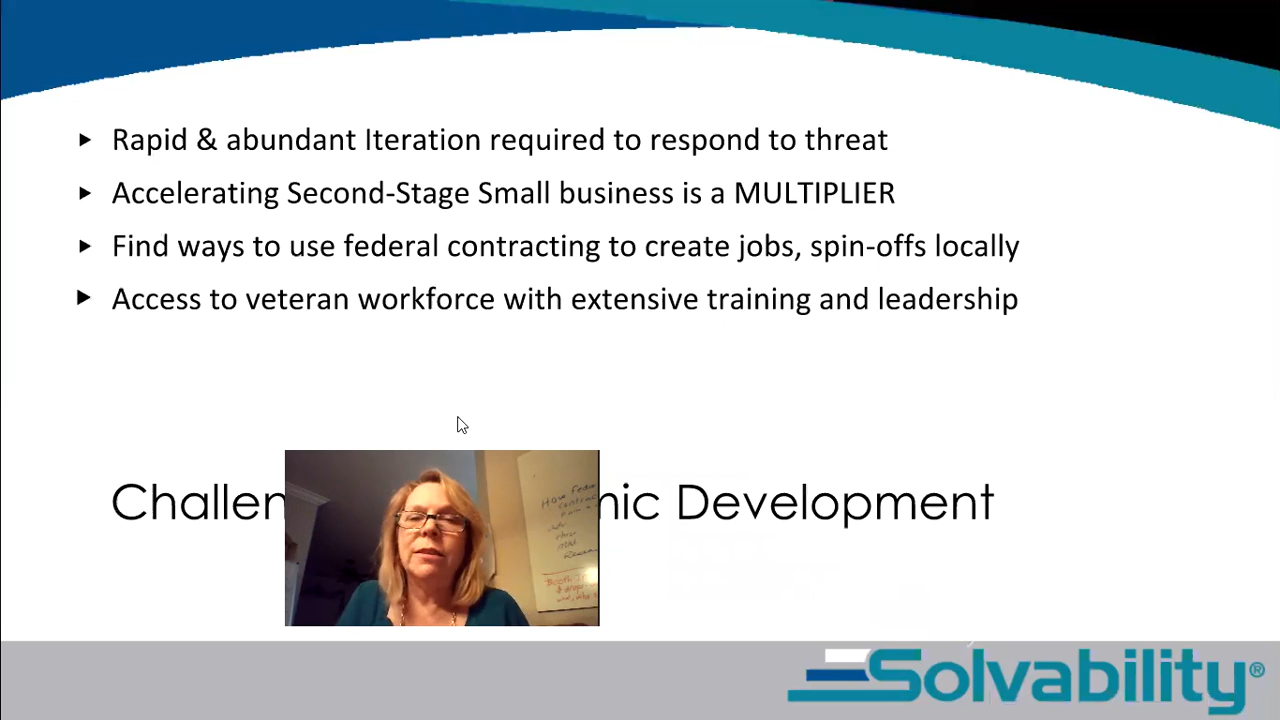 Rapid & abundant Iteration required to respond to threat
Accelerating Second-Stage Small business is a MULTIPLIER
Find ways to use federal contracting to create jobs, spin-offs locally
Access to veteran workforce with extensive training and leadership
Challen nic Development
Have
Booth
Solvability®